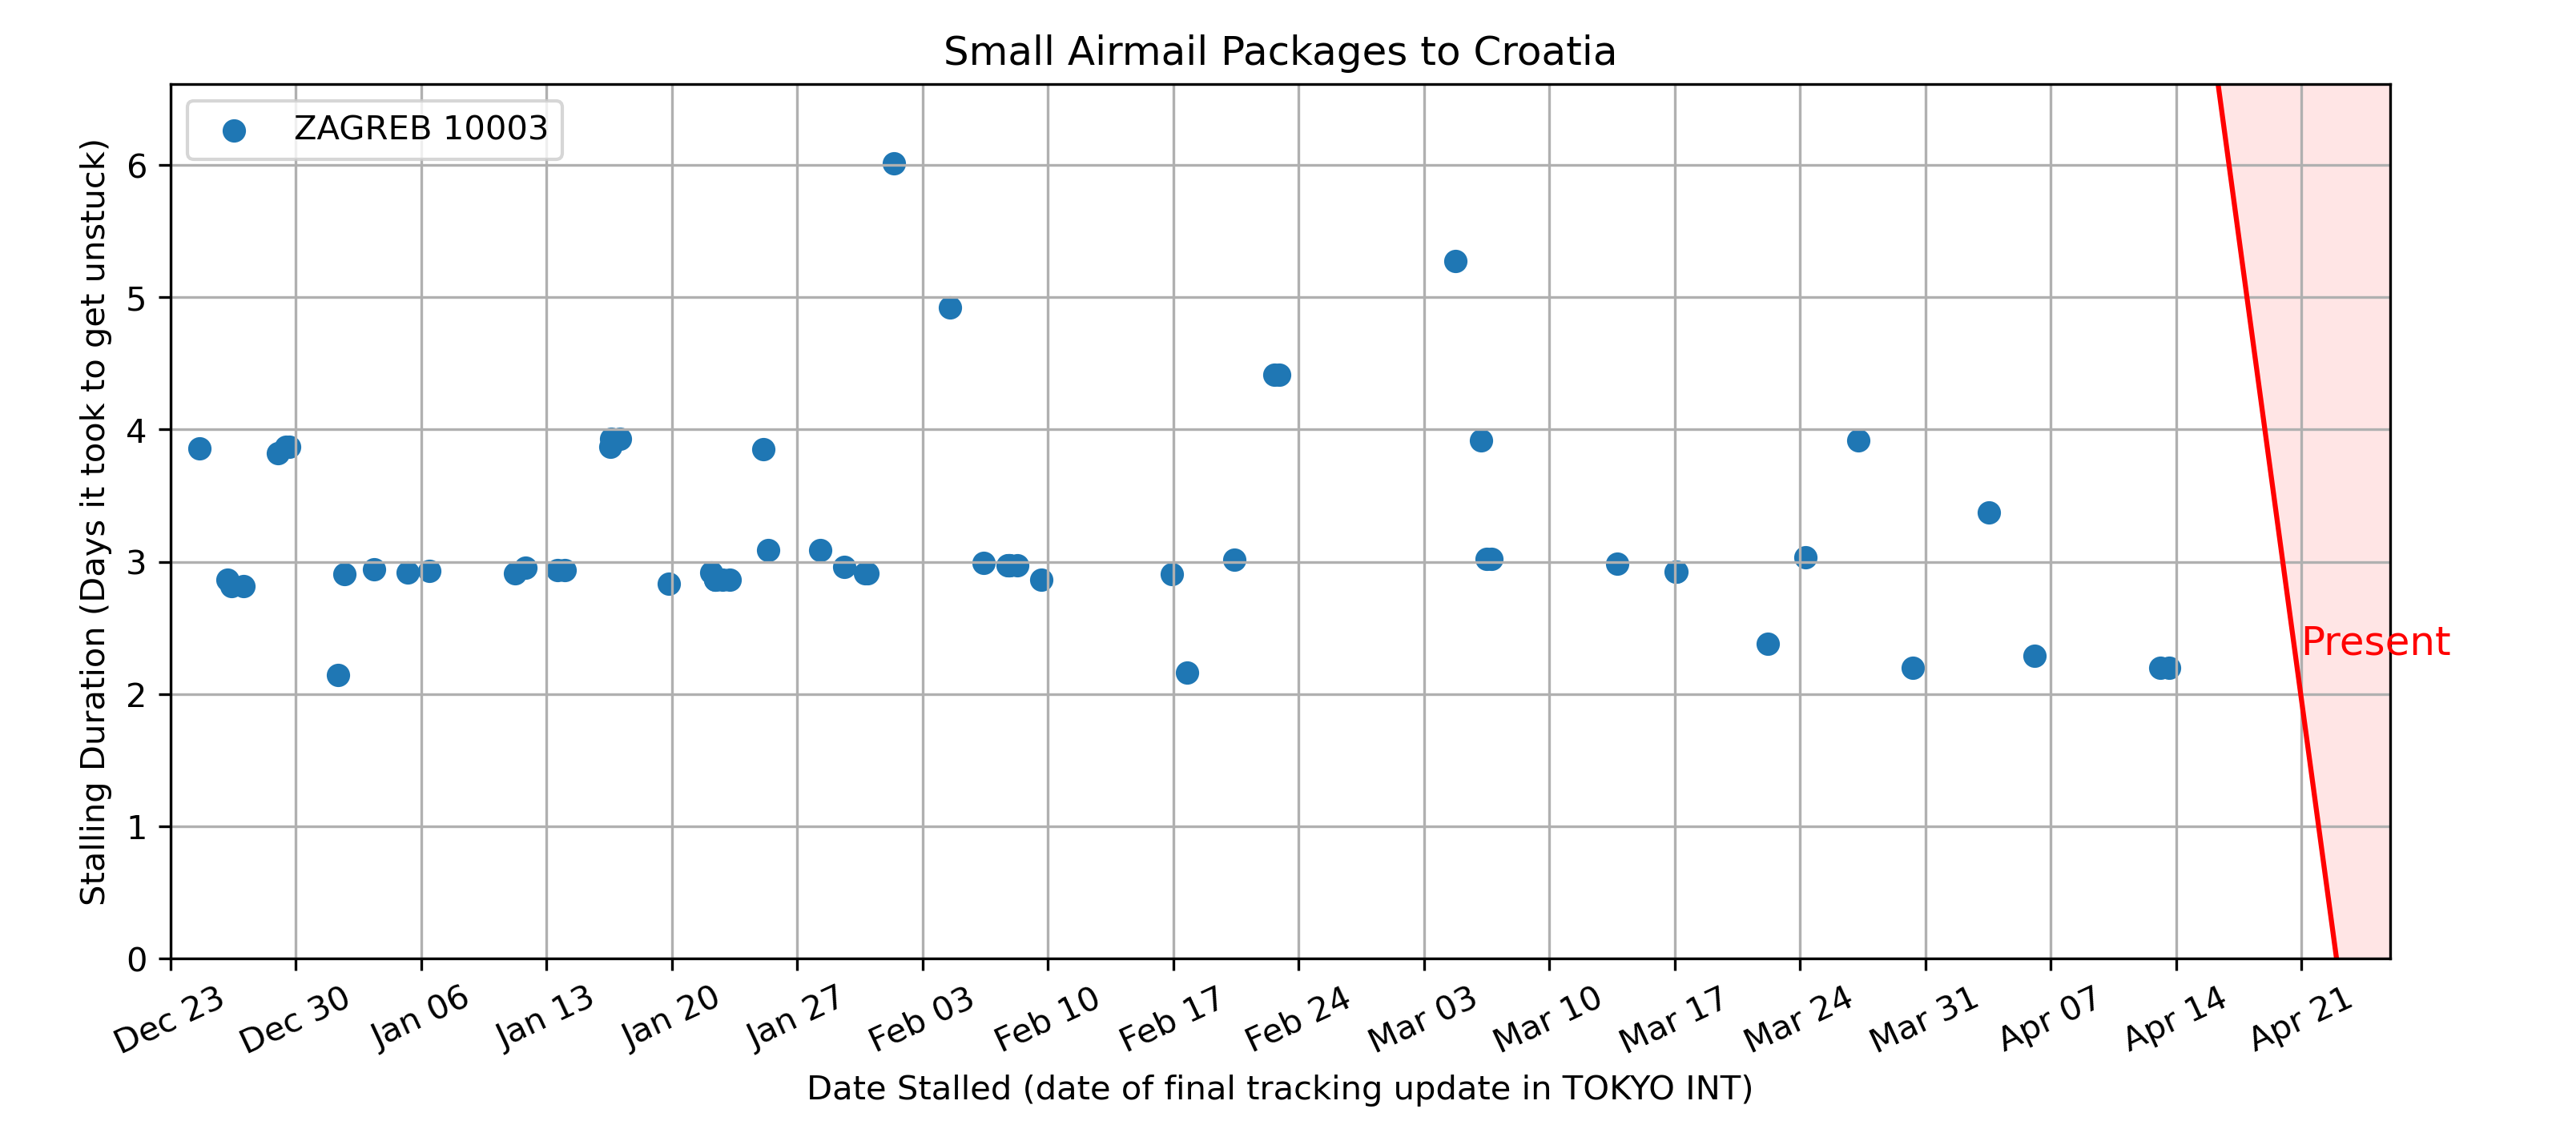 Small Airmail Packages to Croatia
ZAGREB 10003
Stalling Duration (Days it took to get unstuck)
6
5
4
3
2
1
0
Present
Dec 23
Dec 30
Jan 06
Jan 13
Jan 20
Jan 27
Feb 03
Feb 10
Feb 17
Feb 24
Mar 03
Mar 10
Mar 17
Mar 24
Mar 31
Apr 07
Apr 14
Apr 21
Date Stalled (date of final tracking update in TOKYO INT)